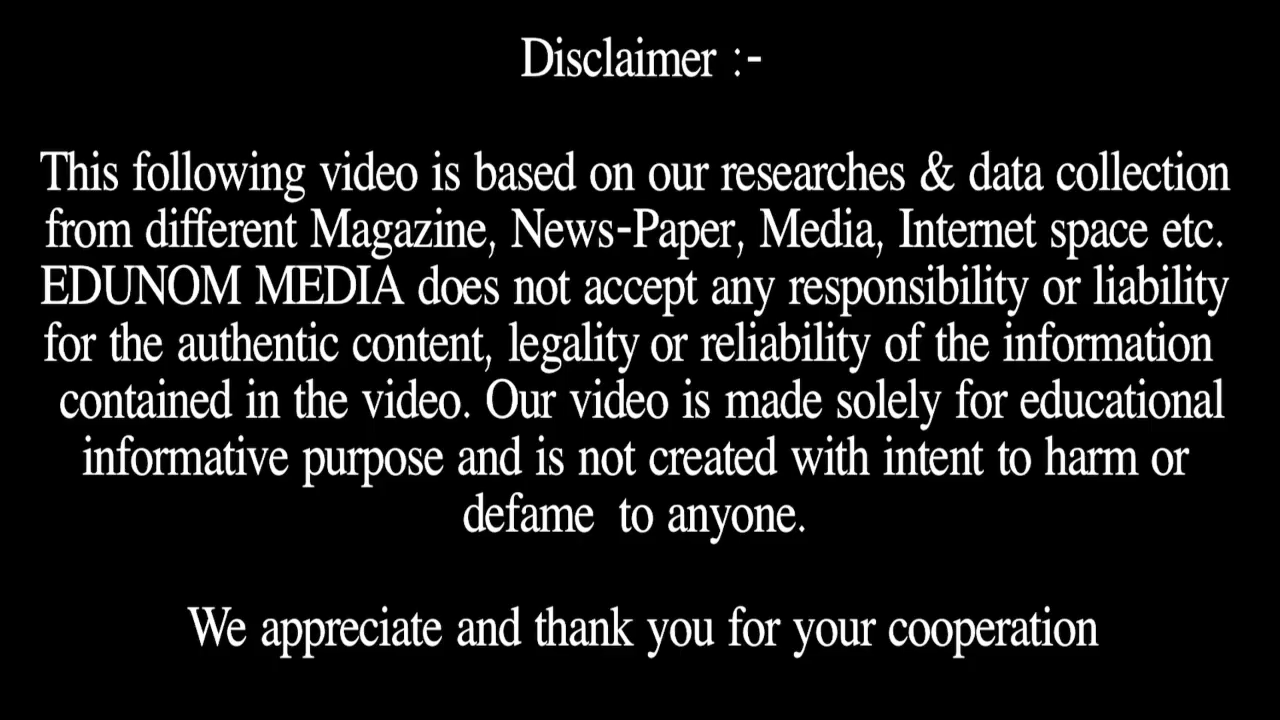 Disclaimer :-
This following video is based on our researches & data collection
from different Magazine, News-Paper, Media, Internet space etc.
EDUNOM MEDIA does not accept any responsibility or liability
for the authentic content, legality or reliability of the information
contained in the video. Our video is made solely for educational
informative purpose and is not created with intent to harm or
defame  to anyone.
We appreciate and thank you for your cooperation